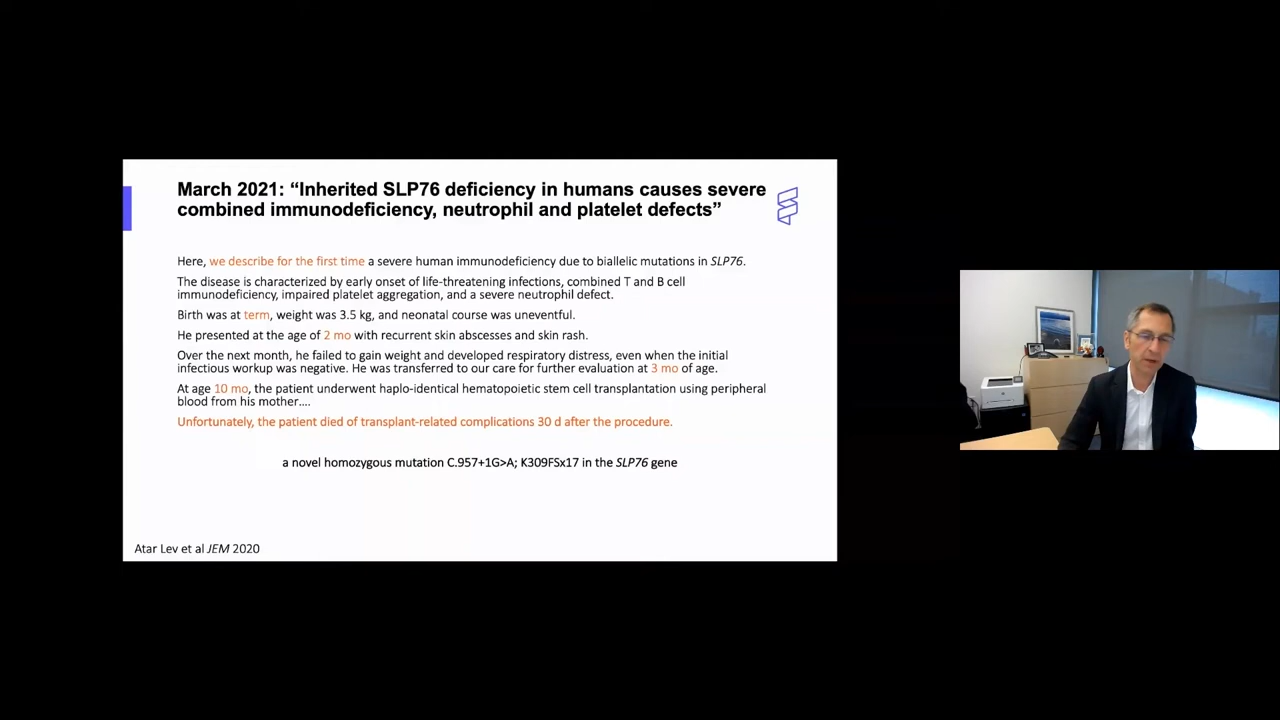 March 2021: “Inherited SLP76 deficiency in humans causes severe
combined immunodeficiency, neutrophil and platelet defects”
Here, we describe for the first time a severe human immunodeficiency due to biallelic mutations in SLP76.
The disease is characterized by early onset of life-threatening infections, combined T and B cell
immunodeficiency, impaired platelet aggregation, and a severe neutrophil defect.
Birth was at term, weight was 3.5 kg, and neonatal course was uneventful.
He presented at the age of 2 mo with recurrent skin abscesses and skin rash.
Over the next month, he failed to gain weight and developed respiratory distress, even when the initial
infectious workup was negative. He was transferred to our care for further evaluation at 3 mo of age.
At age 10 mo, the patient underwent haplo-identical hematopoietic stem cell transplantation using peripheral
blood from his mother….
Unfortunately, the patient died of transplant-related complications 30 d after the procedure.
a novel homozygous mutation C.957+1G>A; K309FSx17 in the SLP76 gene
Atar Lev et al JEM 2020